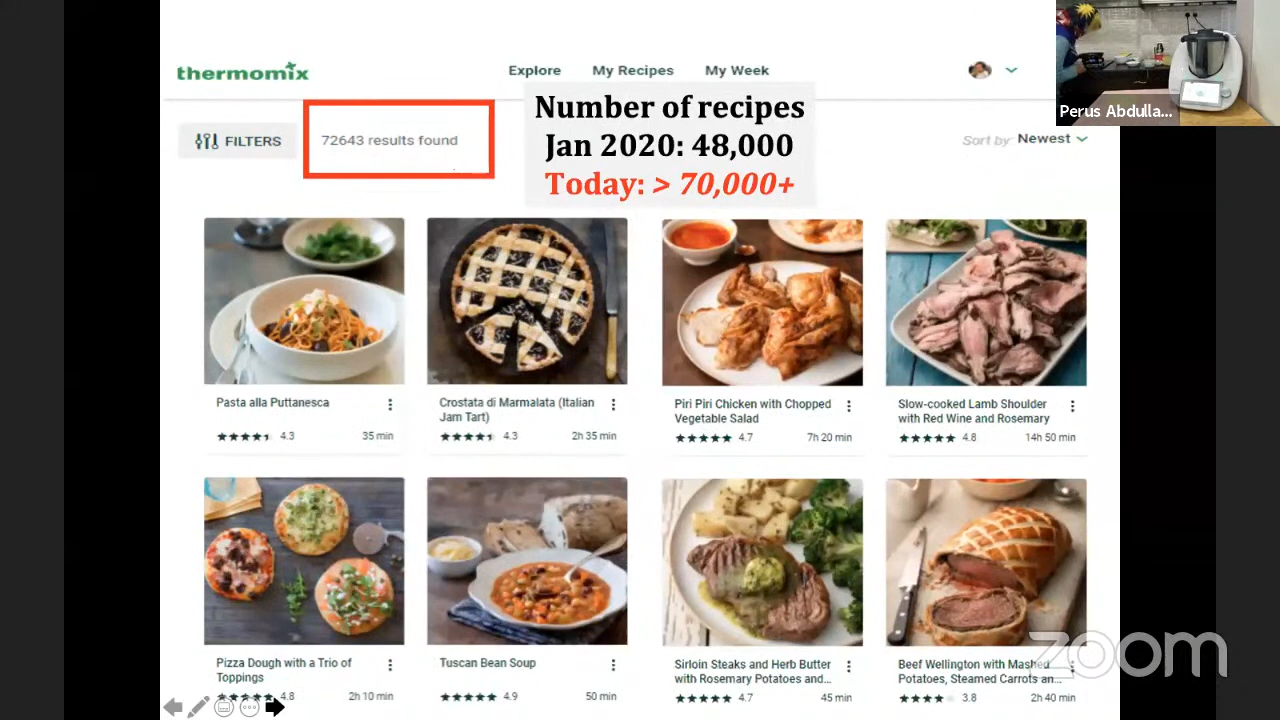 thermomix
Explore
My Recipes
My Week
Perus Abdulla...
FILTERS
72643 results found
Number of recipes
Jan 2020: 48,000
Today: > 70,000+
Sort by: Newest
Pasta alla Puttanesca
4.3
35 min
Crostata di Marmalata (Italian
Jam Tart)
4.3
2h 35 min
Piri Piri Chicken with Chopped
Vegetable Salad
4.7
7h 20 min
Slow-cooked Lamb Shoulder
with Red Wine and Rosemary
4.8
14h 50 min
Pizza Dough with a Trio of
Toppings
4.8
2h 10 min
Tuscan Bean Soup
4.9
50 min
Sirloin Steaks and Herb Butter
with Rosemary Potatoes and...
4.7
45 min
Beef Wellington with Mashed
Potatoes, Steamed Carrots an...
3.8
2h 40 min
zoom